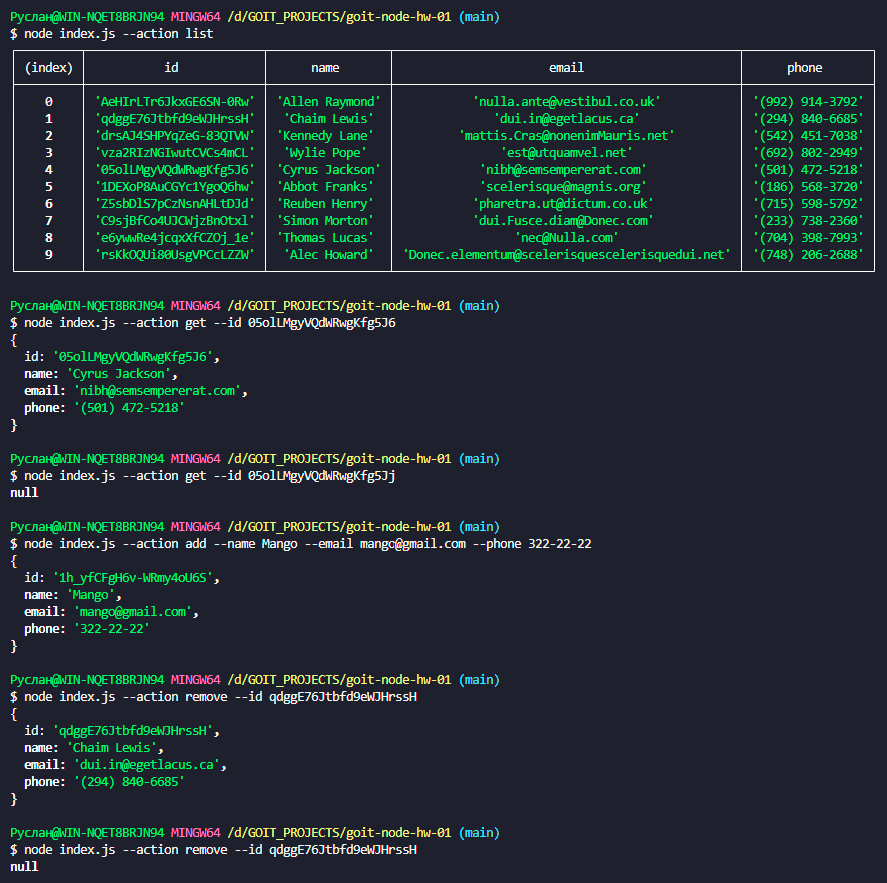 Руслан@WIN-NQET8BRJN94 MINGW64 /d/GOIT_PROJECTS/goit-node-hw-01 (main)
$ node index.js --action list
(index) id name email phone
0 'AeHIrLTr6JkxGE6SN-0Rw' 'Allen Raymond' 'nulla.ante@vestibul.co.uk' '(992) 914-3792'
1 'qdggE76Jtbfd9eWJHrssH' 'Chaim Lewis' 'dui.in@egetlacus.ca' '(294) 840-6685'
2 'drsAJ4SHPYqZeG-83QTVW' 'Kennedy Lane' 'mattis.Cras@nonenimMauris.net' '(542) 451-7038'
3 'vza2RIzNGIwutCVCs4mCL' 'Wylie Pope' 'est@utquamvel.net' '(692) 802-2949'
4 '05olLMgyVQdWRwgKfg5J6' 'Cyrus Jackson' 'nibh@semsempererat.com' '(501) 472-5218'
5 '1DEXoP8AuCGYc1YgoQ6hw' 'Abbot Franks' 'scelerisque@magnis.org' '(186) 568-3720'
6 'Z5sbDlS7pCzNsnAHLtDJd' 'Reuben Henry' 'pharetra.ut@dictum.co.uk' '(715) 598-5792'
7 'C9sjBfCo4UJCWjzBnOtxl' 'Simon Morton' 'dui.Fusce.diam@Donec.com' '(233) 738-2360'
8 'e6ywwRe4jcqxXfCZOj_1e' 'Thomas Lucas' 'nec@Nulla.com' '(704) 398-7993'
9 'rsKkOQUi80UsgVPCcLZZW' 'Alec Howard' 'Donec.elementum@scelerisquescelerisquedui.net' '(748) 206-2688'
Руслан@WIN-NQET8BRJN94 MINGW64 /d/GOIT_PROJECTS/goit-node-hw-01 (main)
$ node index.js --action get --id 05olLMgyVQdWRwgKfg5J6
{
id: '05olLMgyVQdWRwgKfg5J6',
name: 'Cyrus Jackson',
email: 'nibh@semsempererat.com',
phone: '(501) 472-5218'
}
Руслан@WIN-NQET8BRJN94 MINGW64 /d/GOIT_PROJECTS/goit-node-hw-01 (main)
$ node index.js --action get --id 05olLMgyVQdWRwgKfg5Jj
null
Руслан@WIN-NQET8BRJN94 MINGW64 /d/GOIT_PROJECTS/goit-node-hw-01 (main)
$ node index.js --action add --name Mango --email mango@gmail.com --phone 322-22-22
{
id: '1h_yfCFgH6v-WRmy4oU6S',
name: 'Mango',
email: 'mango@gmail.com',
phone: '322-22-22'
}
Руслан@WIN-NQET8BRJN94 MINGW64 /d/GOIT_PROJECTS/goit-node-hw-01 (main)
$ node index.js --action remove --id qdggE76Jtbfd9eWJHrssH
{
id: 'qdggE76Jtbfd9eWJHrssH',
name: 'Chaim Lewis',
email: 'dui.in@egetlacus.ca',
phone: '(294) 840-6685'
}
Руслан@WIN-NQET8BRJN94 MINGW64 /d/GOIT_PROJECTS/goit-node-hw-01 (main)
$ node index.js --action remove --id qdggE76Jtbfd9eWJHrssH
null